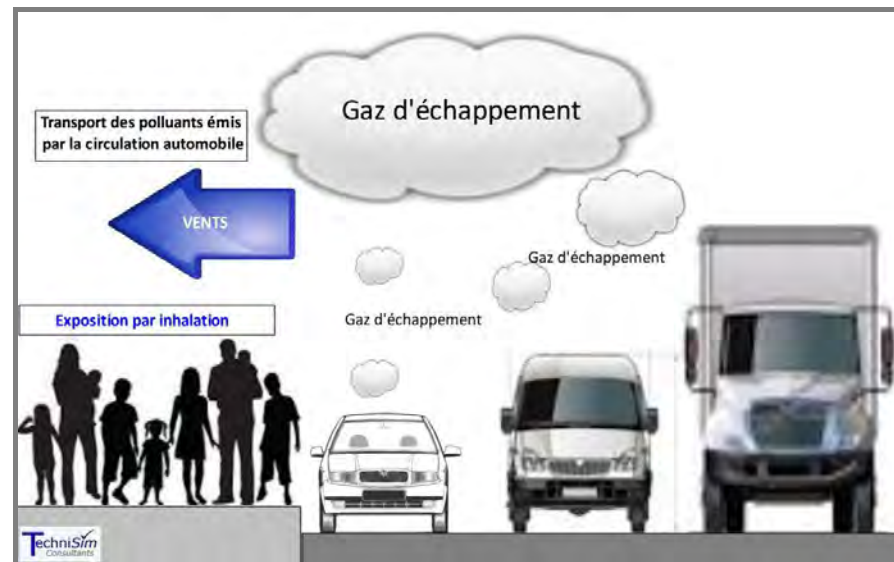 Gaz d'échappement
Transport des polluants émis
par la circulation automobile
VENTS
Gaz d'échappement
Exposition par inhalation
Gaz d'échappement
TechniSim
Consultants